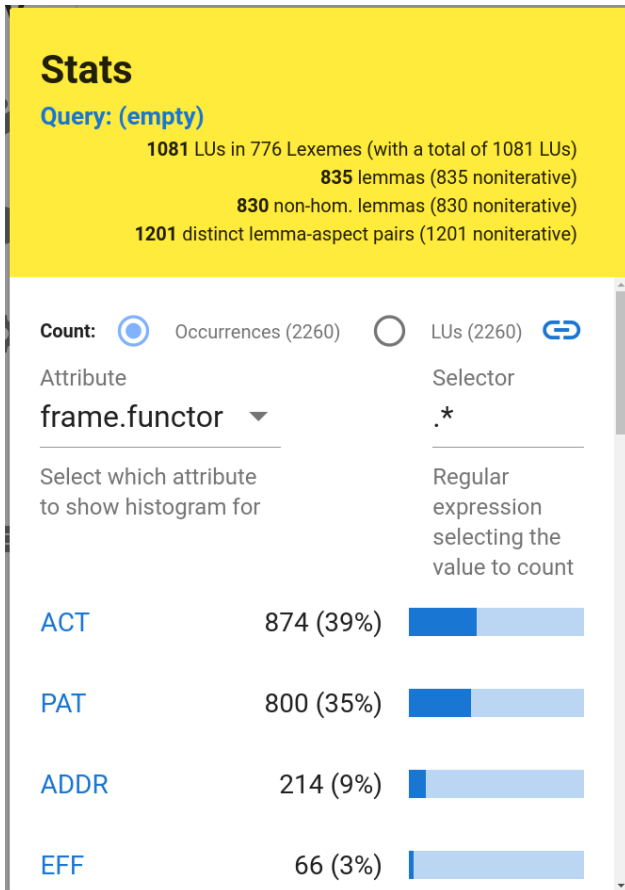 Stats
Query: (empty)
1081 LUs in 776 Lexemes (with a total of 1081 LUs)
835 lemmas (835 noniterative)
830 non-hom. lemmas (830 noniterative)
1201 distinct lemma-aspect pairs (1201 noniterative)
Count: Occurrences (2260) LUs (2260)
Attribute Selector
frame.functor .*
Select which attribute Regular
to show histogram for expression
selecting the
value to count
ACT 874 (39%)
PAT 800 (35%)
ADDR 214 (9%)
EFF 66 (3%)